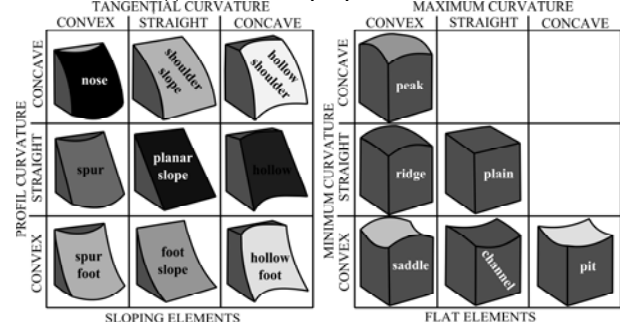 TANGENTIAL CURVATURE
CONVEX STRAIGHT CONCAVE
PROFIL CURVATURE
CONCAVE
nose
shoulder slope
hollow shoulder
STRAIGHT
spur
planar slope
hollow
CONVEX
spur foot
foot slope
hollow foot
SLOPING ELEMENTS
MAXIMUM CURVATURE
CONVEX STRAIGHT CONCAVE
MINIMUM CURVATURE
CONCAVE
peak
STRAIGHT
ridge
plain
CONVEX
saddle
channel
pit
FLAT ELEMENTS